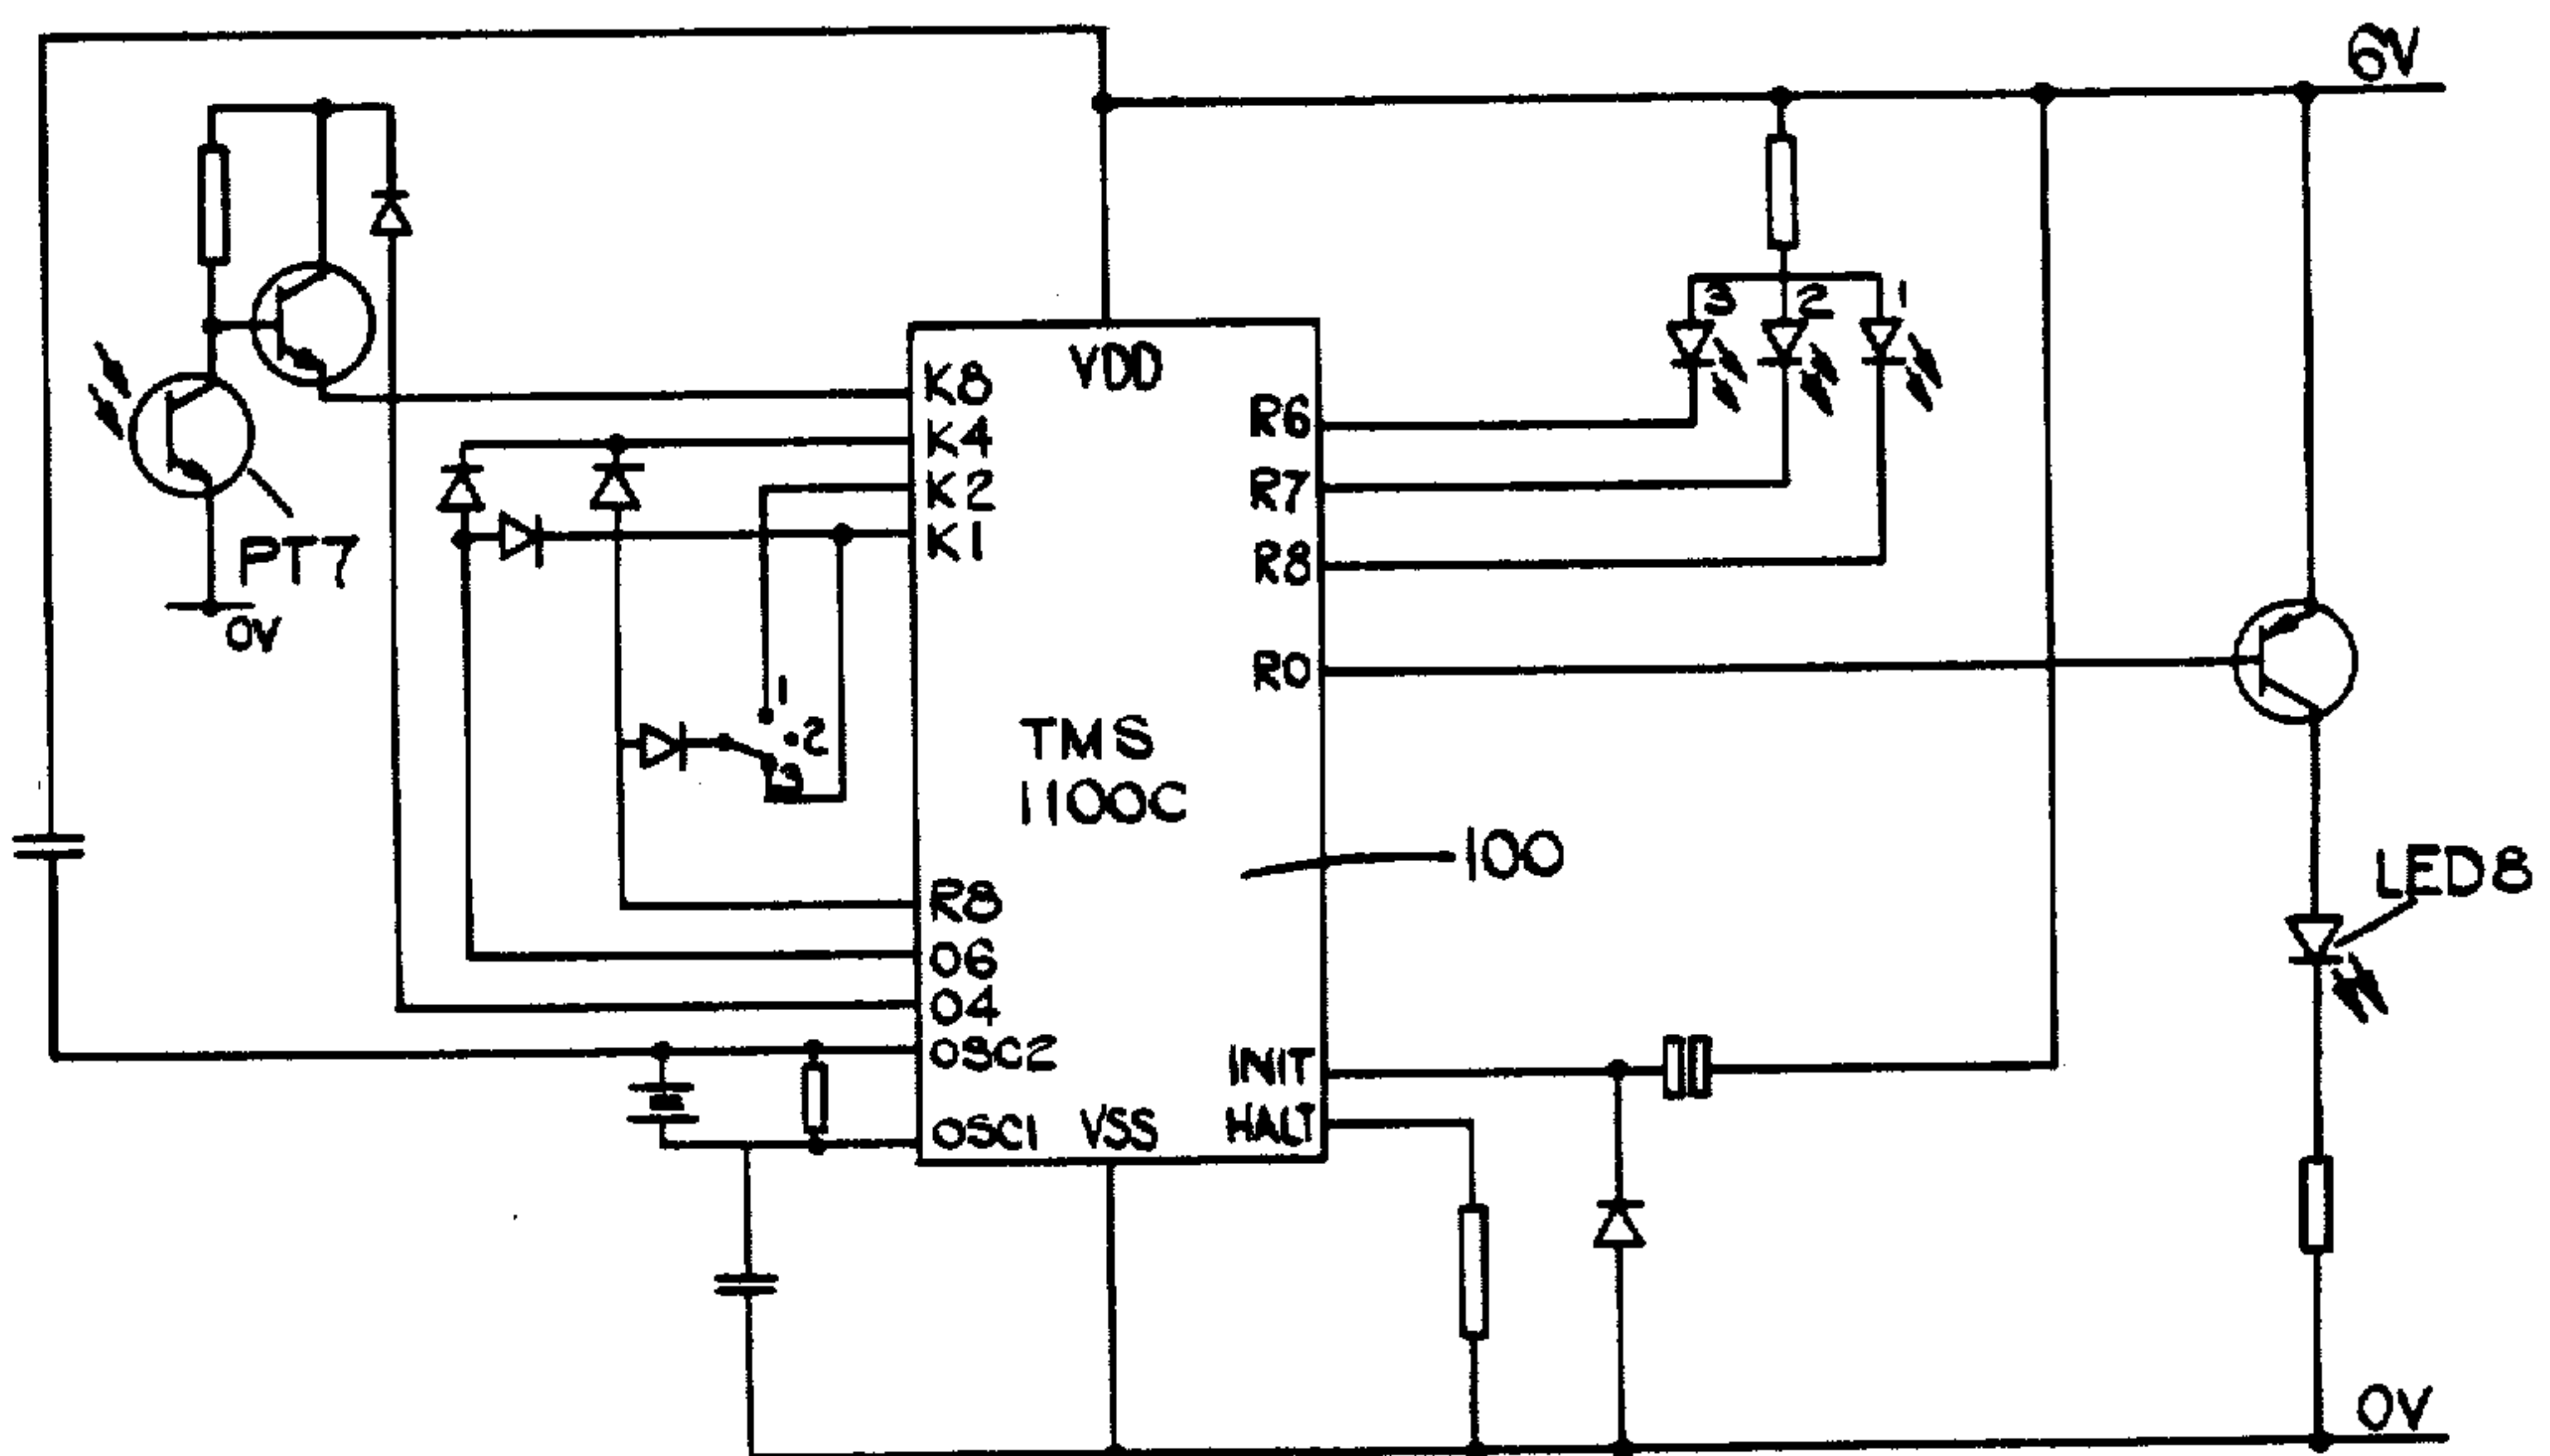 6V
3 2 1
VDD
K8
K4
K2
K1
R6
R7
R8
R0
PT7
0V
1
2
3
TMS
1100C
100
LED8
R8
06
04
OSC2
OSC1
VSS
INIT
HALT
0V